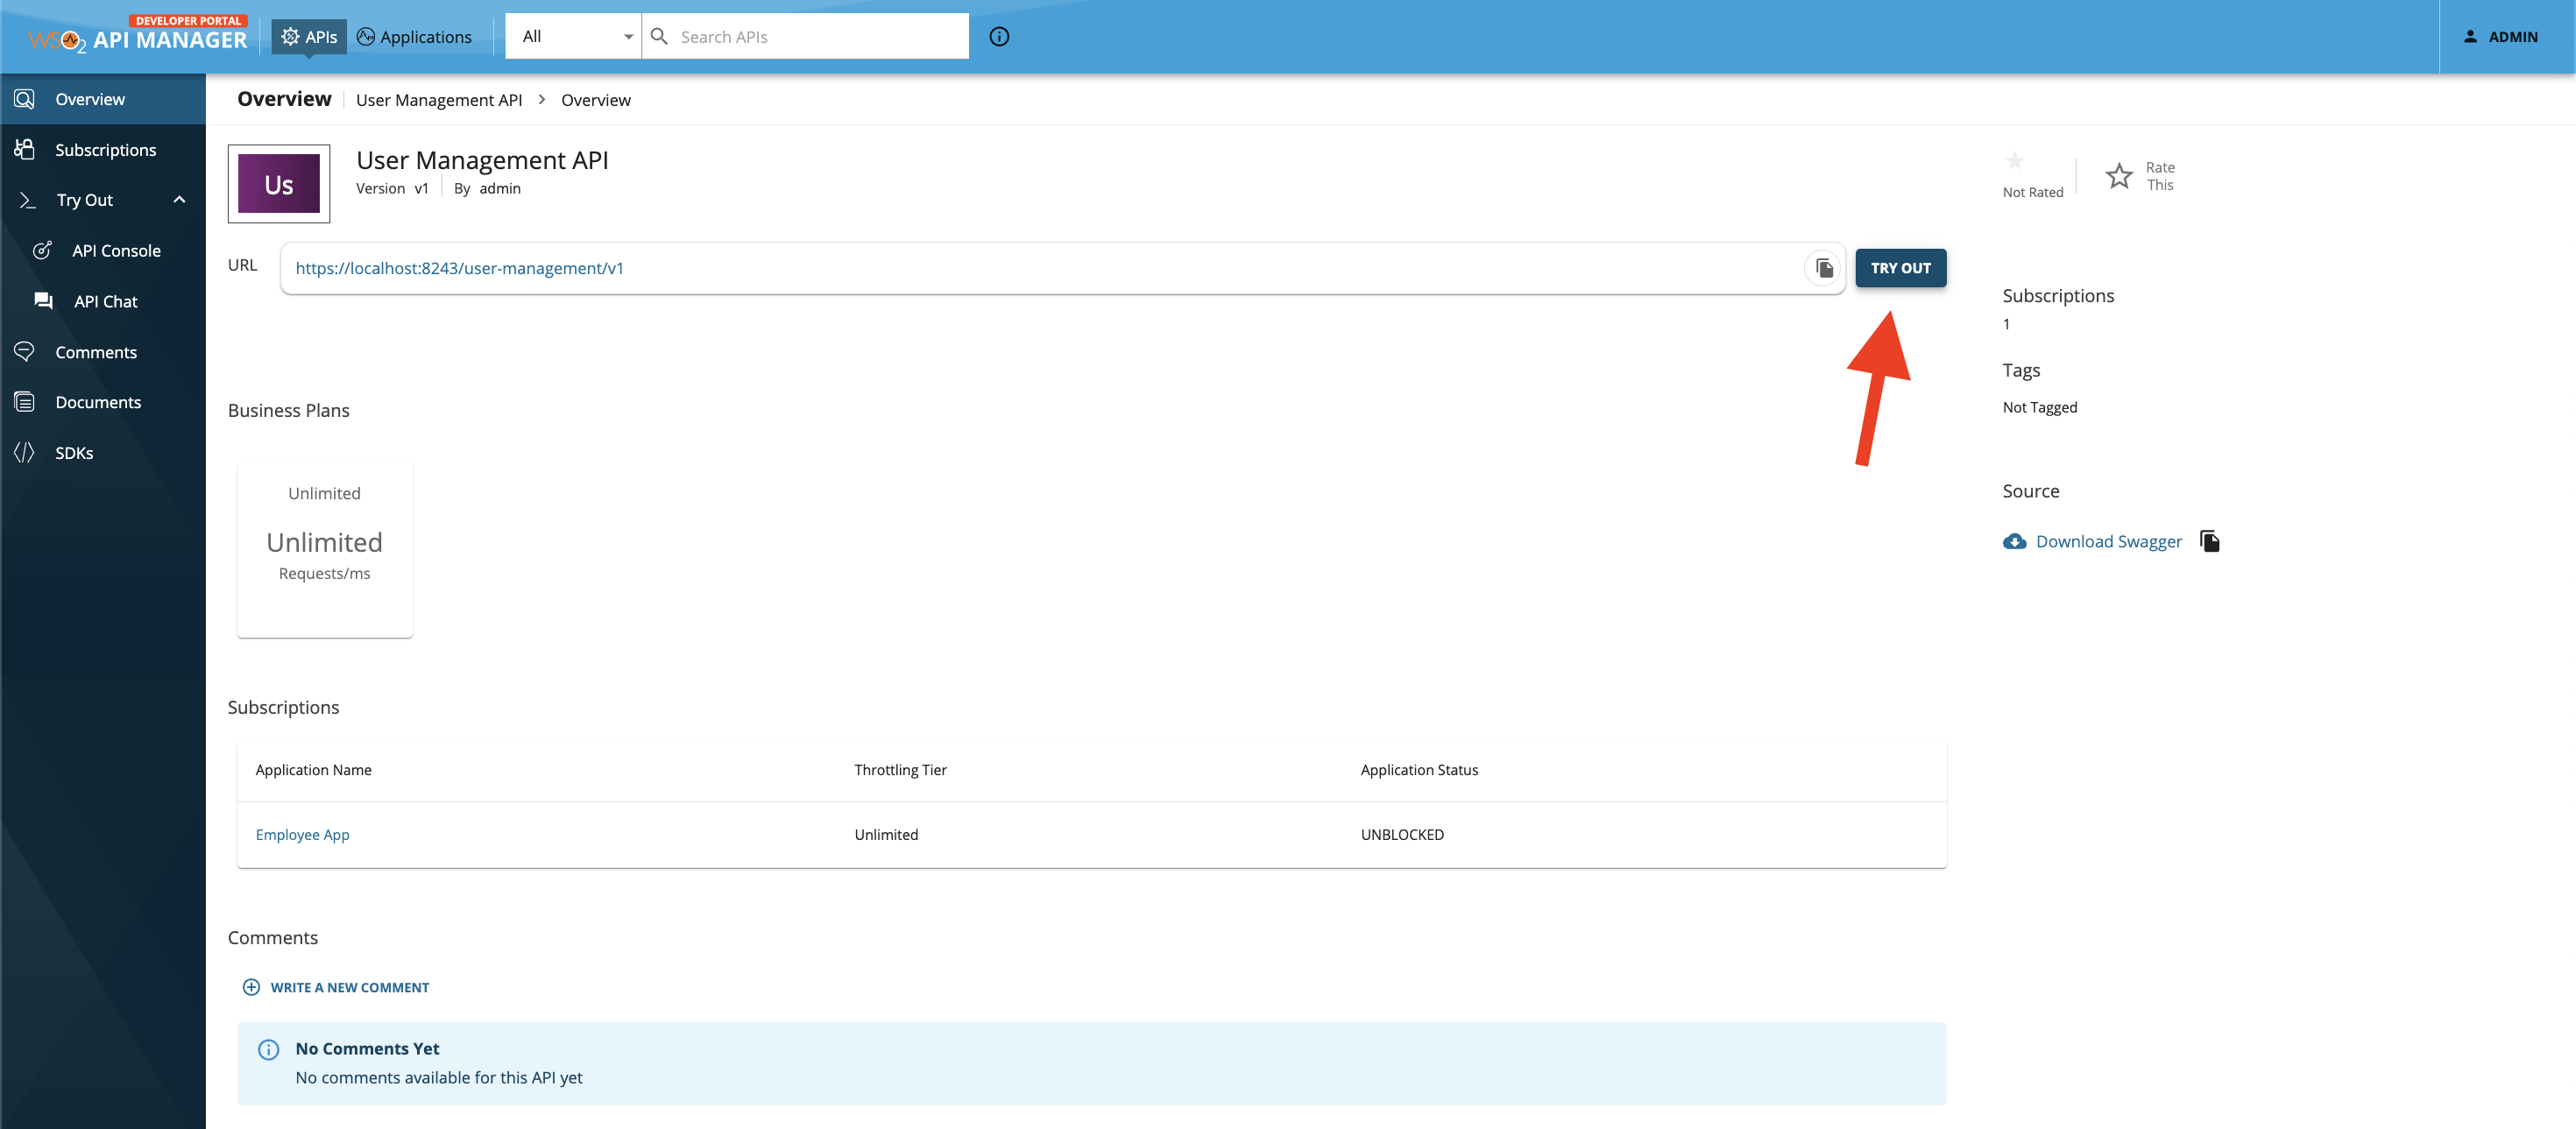 DEVELOPER PORTAL
WSO2 API MANAGER
APIs
Applications
All
Search APIs
ADMIN
Overview
Subscriptions
Try Out
API Console
API Chat
Comments
Documents
SDKs
Overview
User Management API > Overview
Us
User Management API
Version v1
By admin
Not Rated
Rate
This
URL
https://localhost:8243/user-management/v1
TRY OUT
Subscriptions
1
Tags
Not Tagged
Source
Download Swagger
Business Plans
Unlimited
Unlimited
Requests/ms
Subscriptions
Application Name
Throttling Tier
Application Status
Employee App
Unlimited
UNBLOCKED
Comments
WRITE A NEW COMMENT
No Comments Yet
No comments available for this API yet